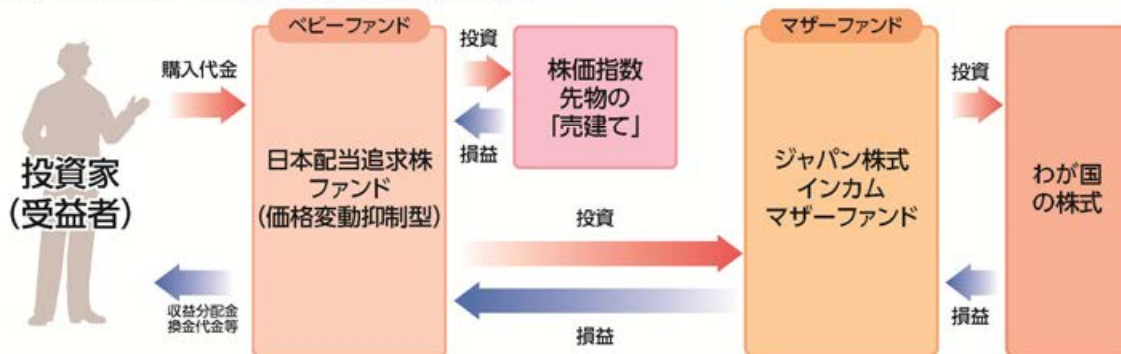 ベビーファンド
マザーファンド
購入代金
投資
株価指数
先物の
「売建て」
損益
投資
投資家
(受益者)
日本配当追求株
ファンド
(価格変動抑制型)
ジャパン株式
インカム
マザーファンド
わが国
の株式
投資
損益
収益分配金
換金代金等
損益